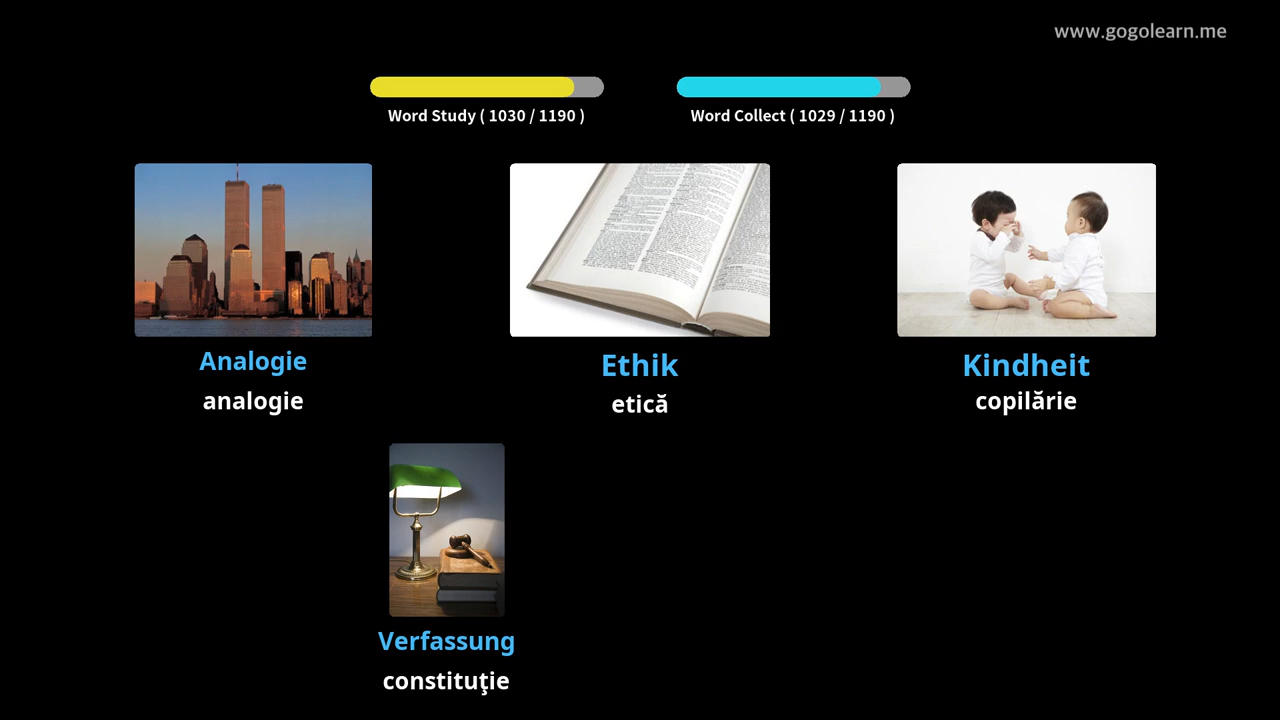 www.gogolearn.me
Word Study ( 1030 / 1190 )
Word Collect ( 1029 / 1190 )
Analogie
analogie
Ethik
etică
Kindheit
copilărie
Verfassung
constituţie